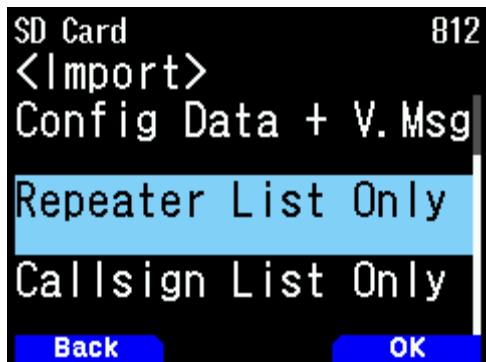 SD Card 812
<Import>
Config Data + V.Msg
Repeater List Only
Callsign List Only
Back OK